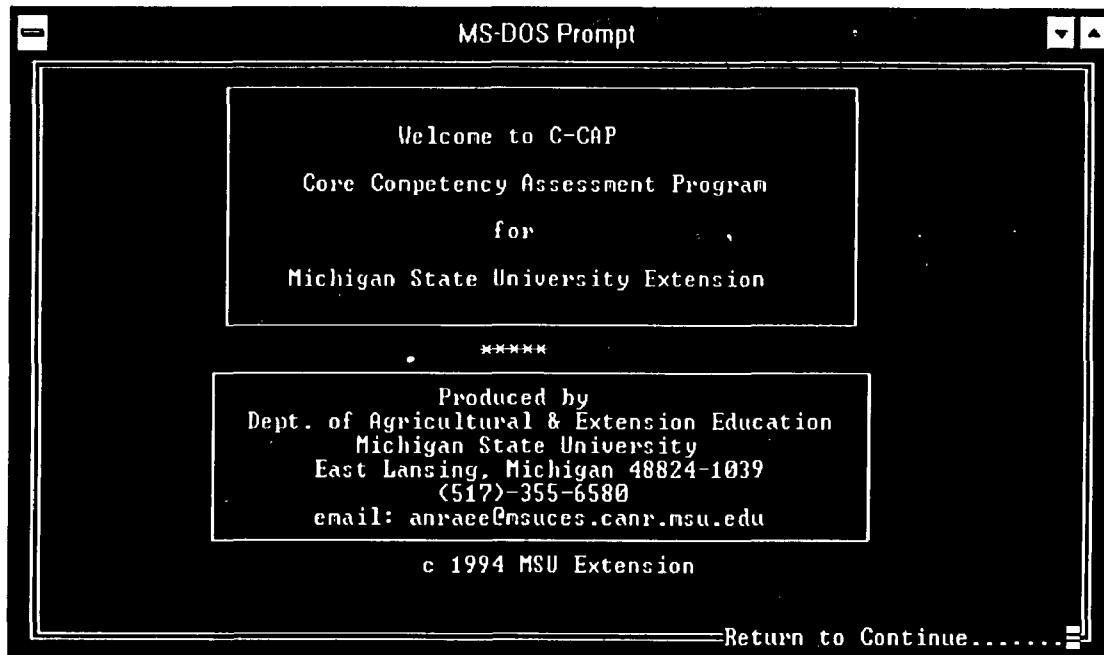 MS-DOS Prompt
Welcome to C-CAP
Core Competency Assessment Program
for
Michigan State University Extension
*****
Produced by
Dept. of Agricultural & Extension Education
Michigan State University
East Lansing, Michigan 48824-1039
(517)-355-6580
email: anraee@msuces.canr.msu.edu
c 1994 MSU Extension
Return to Continue.......